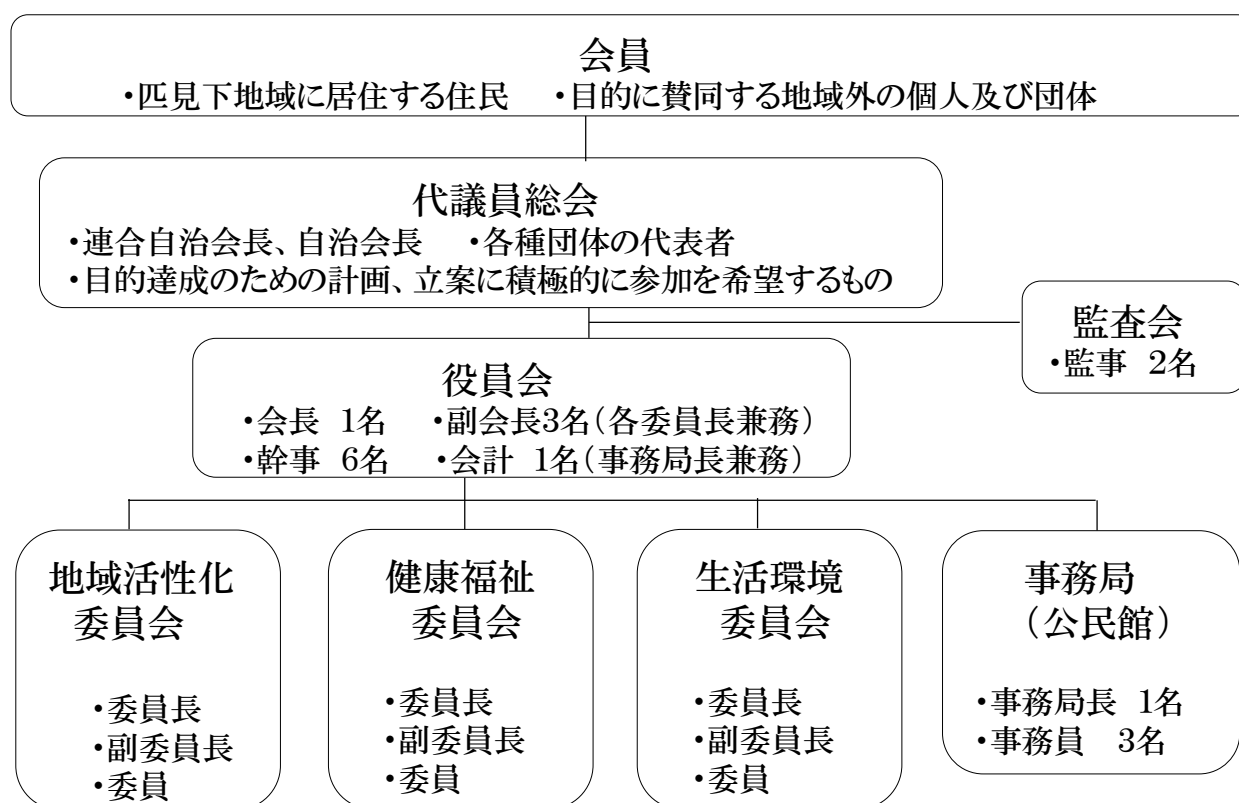 会員
・匹見下地域に居住する住民　・目的に賛同する地域外の個人及び団体
代議員総会
・連合自治会長、自治会長　・各種団体の代表者
・目的達成のための計画、立案に積極的に参加を希望するもの
監査会
・監事　2名
役員会
・会長　1名　・副会長3名(各委員長兼務)
・幹事　6名　・会計　1名(事務局長兼務)
地域活性化
委員会
・委員長
・副委員長
・委員
健康福祉
委員会
・委員長
・副委員長
・委員
生活環境
委員会
・委員長
・副委員長
・委員
事務局
(公民館)
・事務局長　1名
・事務員　3名